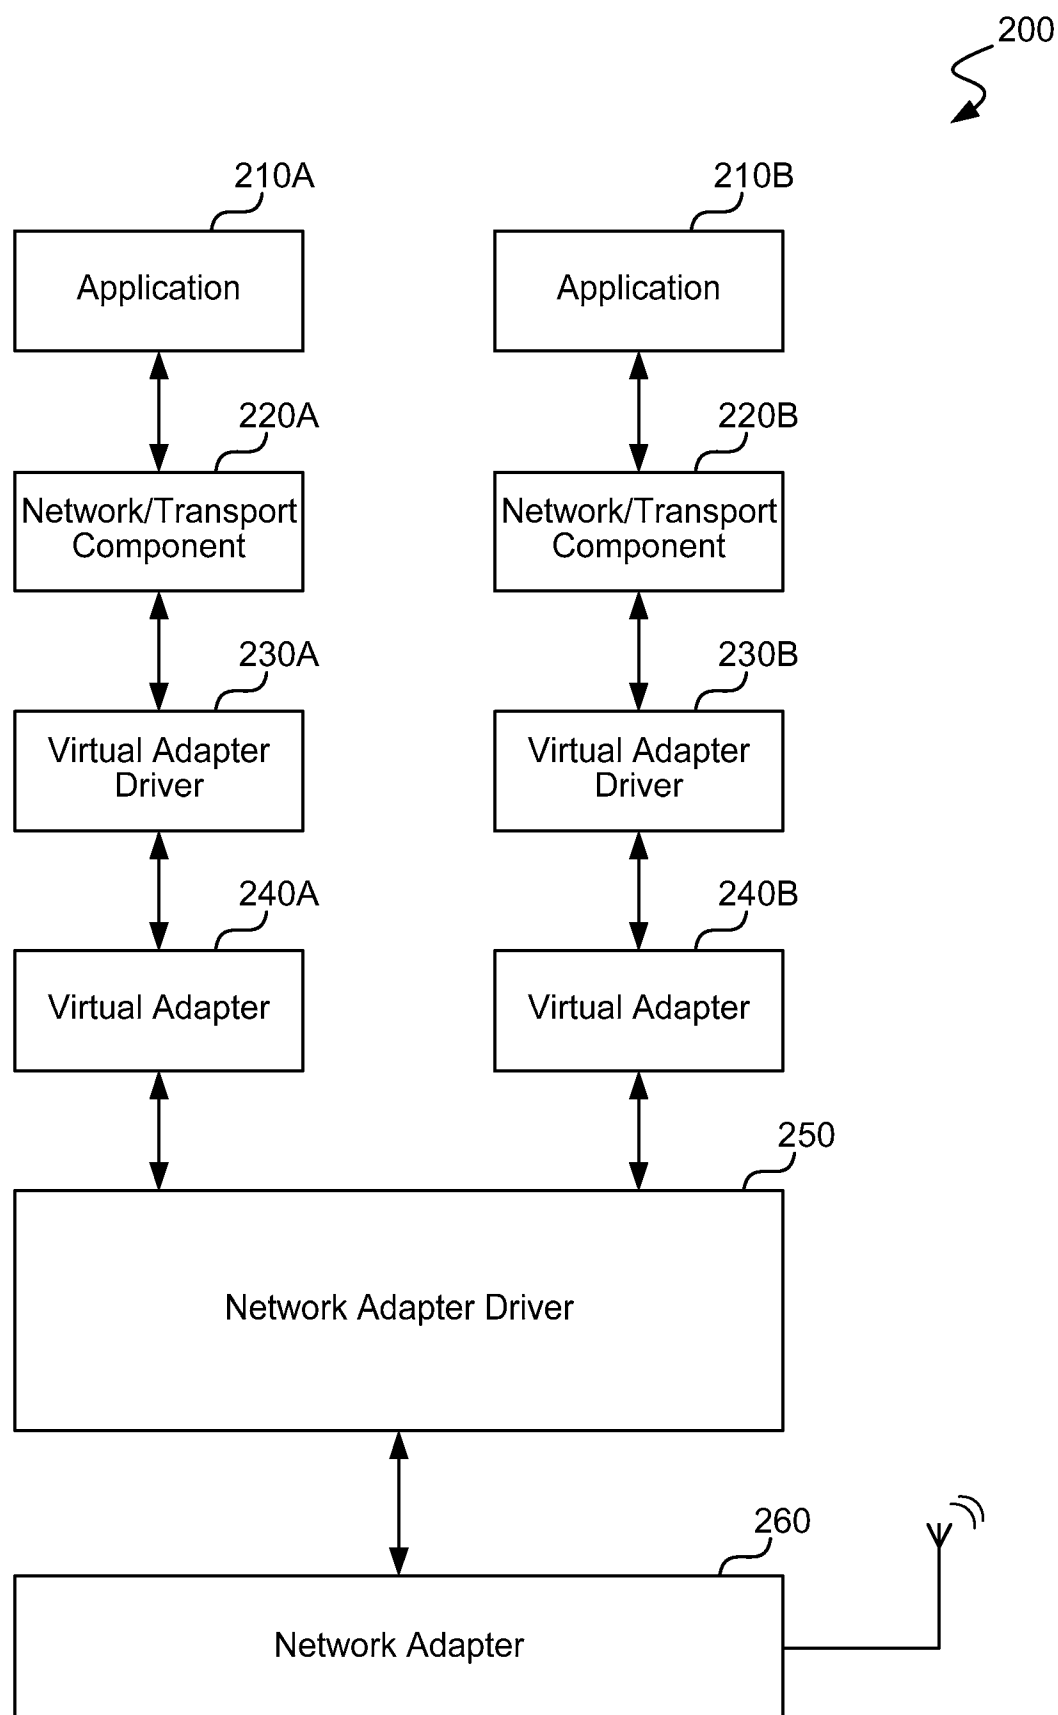 200
210A
210B
Application
Application
220A
220B
Network/Transport
Component
Network/Transport
Component
230A
230B
Virtual Adapter
Driver
Virtual Adapter
Driver
240A
240B
Virtual Adapter
Virtual Adapter
250
Network Adapter Driver
260
Network Adapter